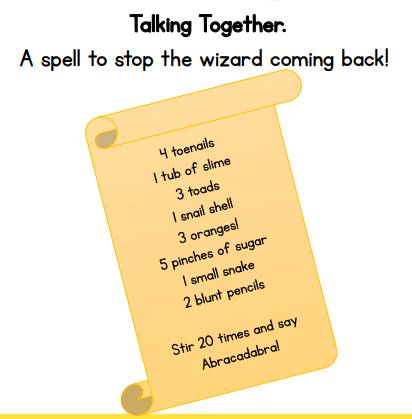 Talking Together.
A spell to stop the wizard coming back!
4 toenails
1 tub of slime
3 toads
1 snail shell
3 oranges!
5 pinches of sugar
1 small snake
2 blunt pencils
Stir 20 times and say
Abracadabra!